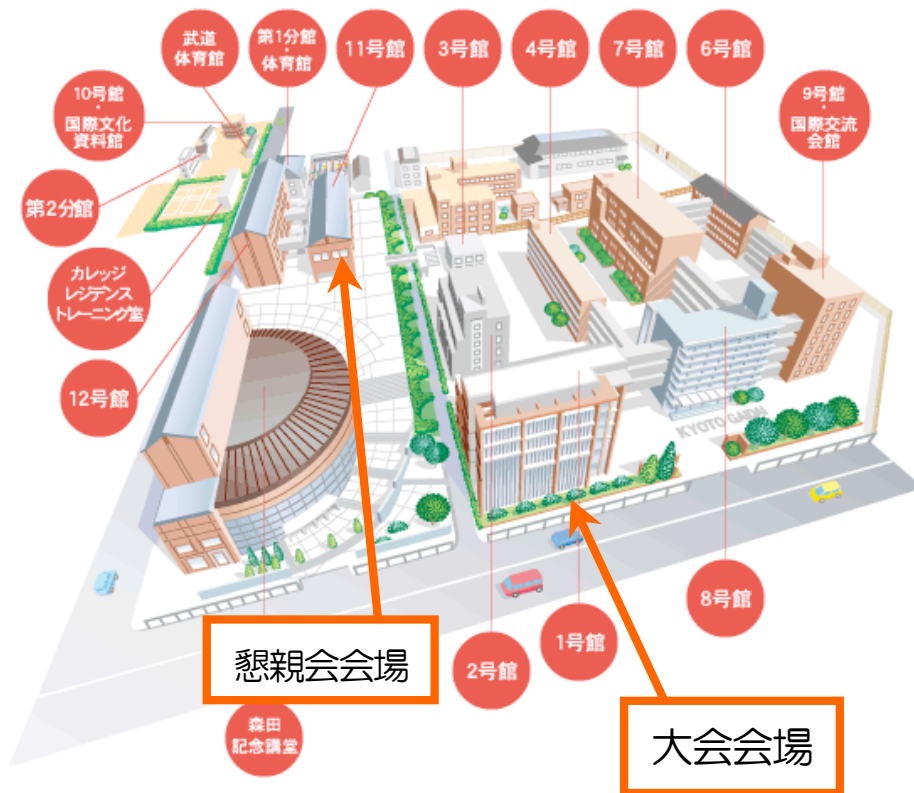 武道
体育館
第1分館
・
体育館
11号館
3号館
4号館
7号館
6号館
10号館
・
国際文化
資料館
9号館
・
国際交流
会館
第2分館
カレッジ
レジデンス
トレーニング室
12号館
KYOTO GAIDAI
8号館
1号館
2号館
懇親会会場
森田
記念講堂
大会会場